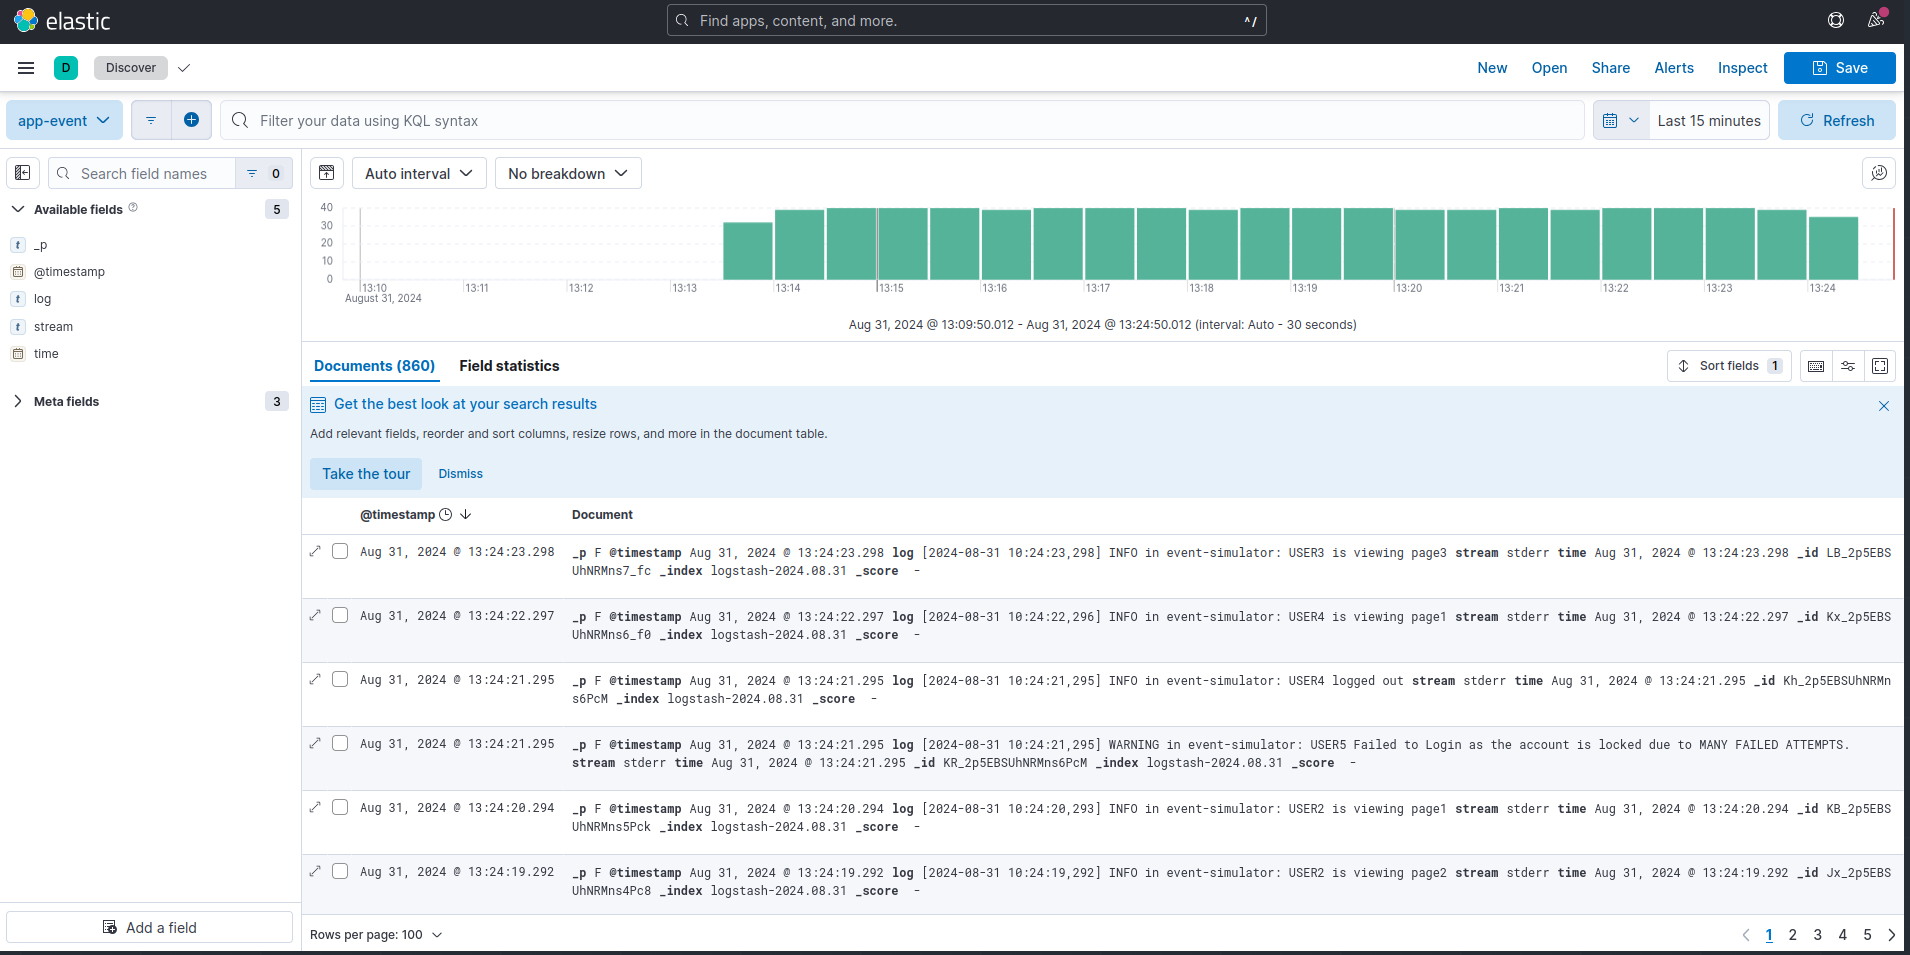 elastic
Find apps, content, and more.
^/
D
Discover
New
Open
Share
Alerts
Inspect
Save
app-event
Filter your data using KQL syntax
Last 15 minutes
Refresh
Search field names
0
Auto interval
No breakdown
Available fields
5
t _p
@timestamp
t log
t stream
time
Meta fields
3
Add a field
40
30
20
10
0
13:10
13:11
13:12
13:13
13:14
13:15
13:16
13:17
13:18
13:19
13:20
13:21
13:22
13:23
13:24
August 31, 2024
Aug 31, 2024 @ 13:09:50.012 - Aug 31, 2024 @ 13:24:50.012 (interval: Auto - 30 seconds)
Documents (860)
Field statistics
Sort fields 1
Get the best look at your search results
Add relevant fields, reorder and sort columns, resize rows, and more in the document table.
Take the tour
Dismiss
@timestamp
Document
Aug 31, 2024 @ 13:24:23.298
_p F @timestamp Aug 31, 2024 @ 13:24:23.298 log [2024-08-31 10:24:23,298] INFO in event-simulator: USER3 is viewing page3 stream stderr time Aug 31, 2024 @ 13:24:23.298 _id LB_2p5EBS
UhNRMns7_fc _index logstash-2024.08.31 _score -
Aug 31, 2024 @ 13:24:22.297
_p F @timestamp Aug 31, 2024 @ 13:24:22.297 log [2024-08-31 10:24:22,296] INFO in event-simulator: USER4 is viewing page1 stream stderr time Aug 31, 2024 @ 13:24:22.297 _id Kx_2p5EBS
UhNRMns6_f0 _index logstash-2024.08.31 _score -
Aug 31, 2024 @ 13:24:21.295
_p F @timestamp Aug 31, 2024 @ 13:24:21.295 log [2024-08-31 10:24:21,295] INFO in event-simulator: USER4 logged out stream stderr time Aug 31, 2024 @ 13:24:21.295 _id Kh_2p5EBSUhNRMn
s6PcM _index logstash-2024.08.31 _score -
Aug 31, 2024 @ 13:24:21.295
_p F @timestamp Aug 31, 2024 @ 13:24:21.295 log [2024-08-31 10:24:21,295] WARNING in event-simulator: USER5 Failed to Login as the account is locked due to MANY FAILED ATTEMPTS.
stream stderr time Aug 31, 2024 @ 13:24:21.295 _id KR_2p5EBSUhNRMns6PcM _index logstash-2024.08.31 _score -
Aug 31, 2024 @ 13:24:20.294
_p F @timestamp Aug 31, 2024 @ 13:24:20.294 log [2024-08-31 10:24:20,293] INFO in event-simulator: USER2 is viewing page1 stream stderr time Aug 31, 2024 @ 13:24:20.294 _id KB_2p5EBS
UhNRMns5Pck _index logstash-2024.08.31 _score -
Aug 31, 2024 @ 13:24:19.292
_p F @timestamp Aug 31, 2024 @ 13:24:19.292 log [2024-08-31 10:24:19,292] INFO in event-simulator: USER2 is viewing page2 stream stderr time Aug 31, 2024 @ 13:24:19.292 _id Jx_2p5EBS
UhNRMns4Pc8 _index logstash-2024.08.31 _score -
Rows per page: 100
1 2 3 4 5